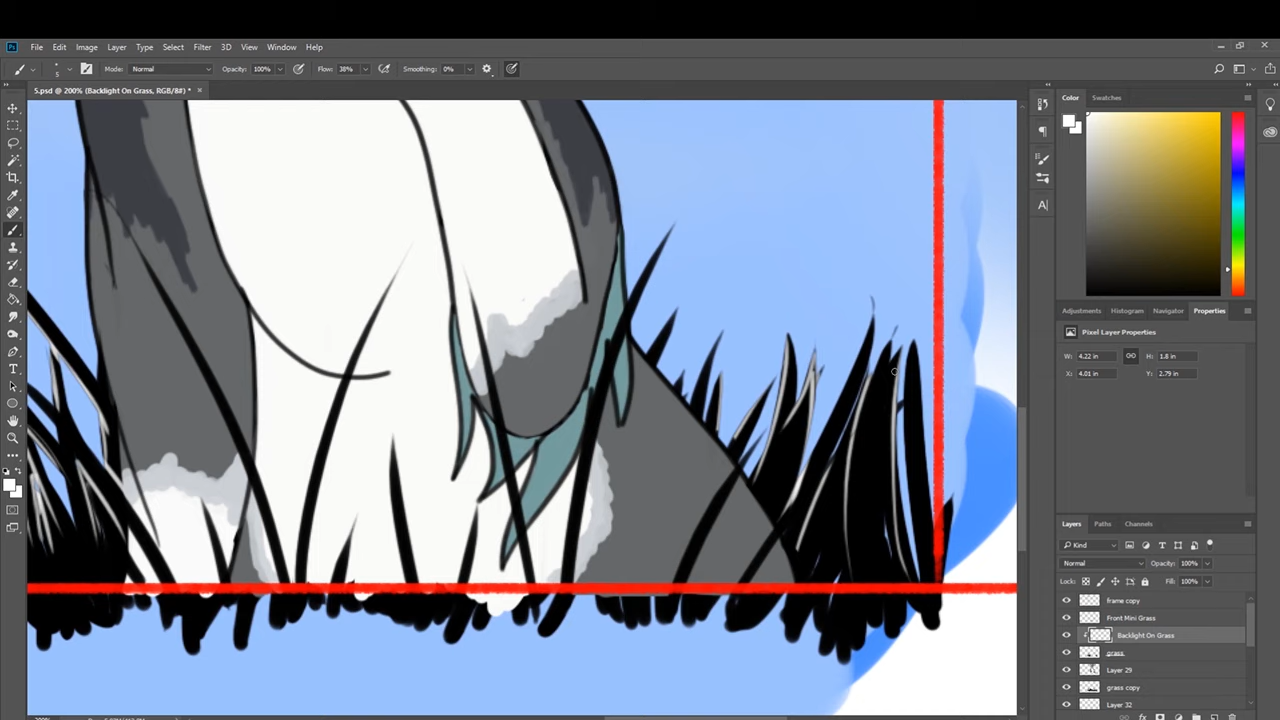 Ps File Edit Image Layer Type Select Filter 3D View Window Help
5 Mode: Normal Opacity: 100% Flow: 38% Smoothing: 0%
5.psd @ 200% (Backlight On Grass, RGB/8#) * ×
Color Swatches
Adjustments Histogram Navigator Properties
Pixel Layer Properties
W: 4.22 in H: 1.8 in
X: 4.01 in Y: 2.79 in
Layers Paths Channels
Kind
Normal Opacity: 100%
Lock: Fill: 100%
frame copy
Front Mini Grass
Backlight On Grass
grass
Layer 29
grass copy
Layer 32